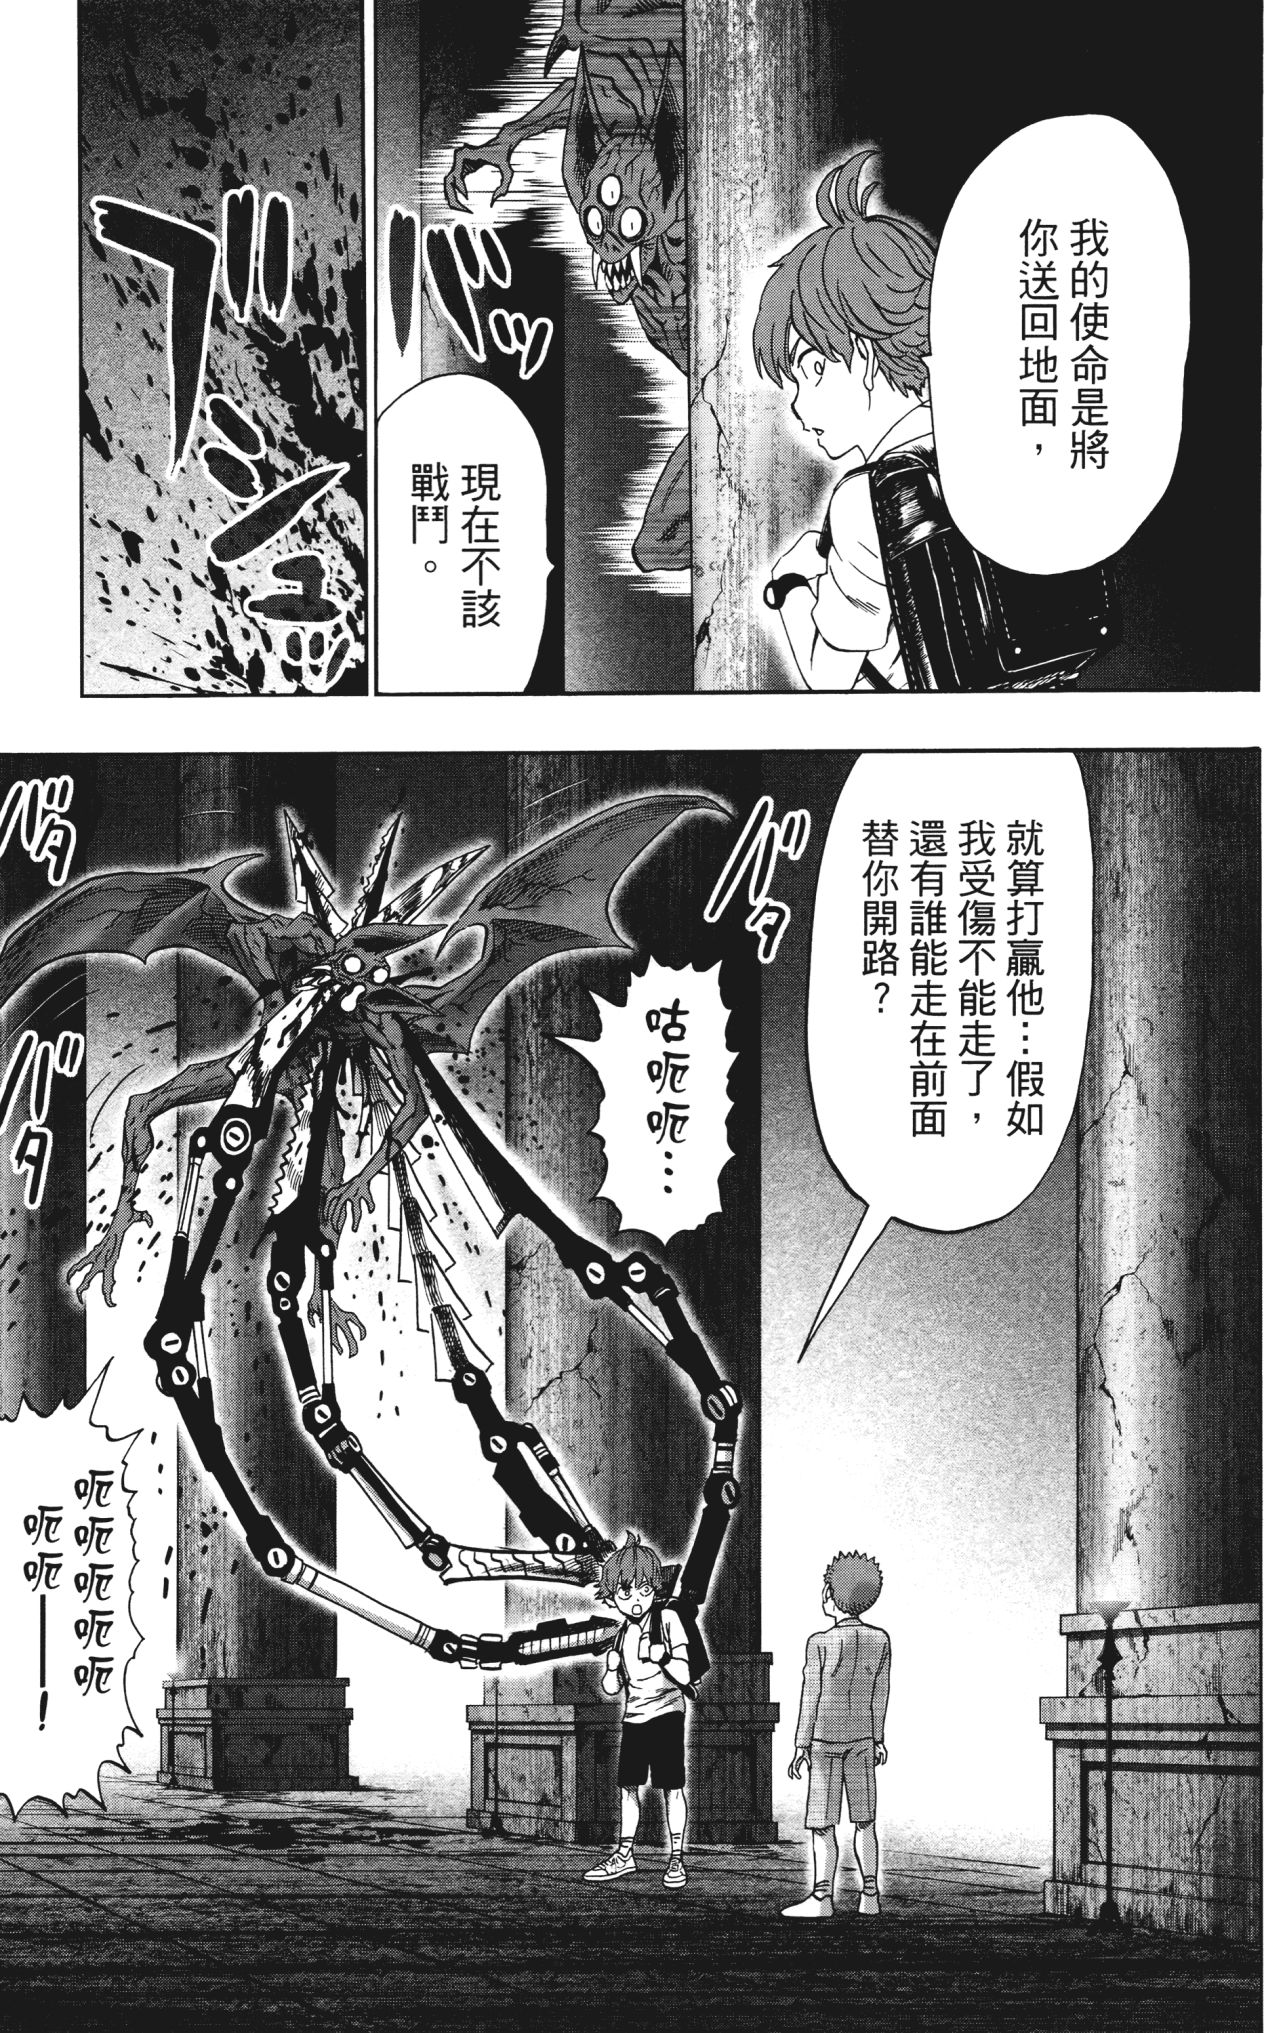 我的使命是將
你送回地面，
ババッ
現在不該
戰鬥。
ブシュッ
就算打贏他…假如
我受傷不能走了，
還有誰能走在前面
替你開路？
バタ
咕呃呃…
バタ
バタ
バタ
呃呃呃呃呃
呃呃——！